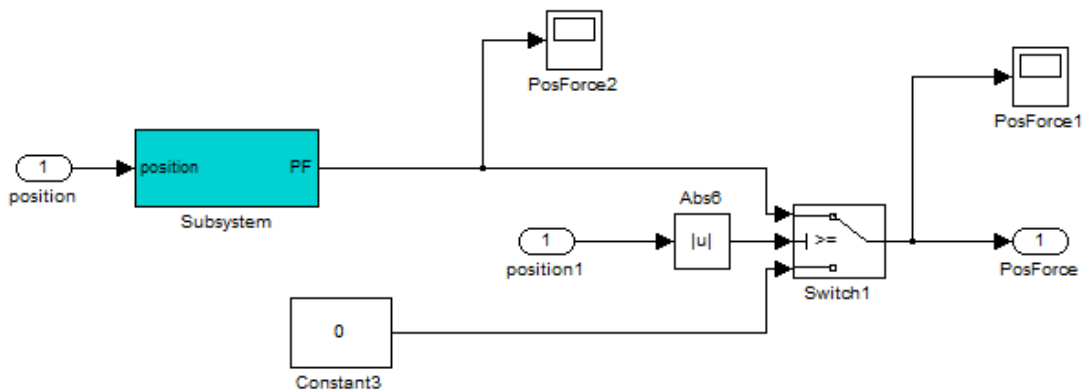 PosForce2
PosForce1
position PF
1
position
Subsystem
Abs6
1
position1
|u|
>=
1
PosForce
Switch1
0
Constant3